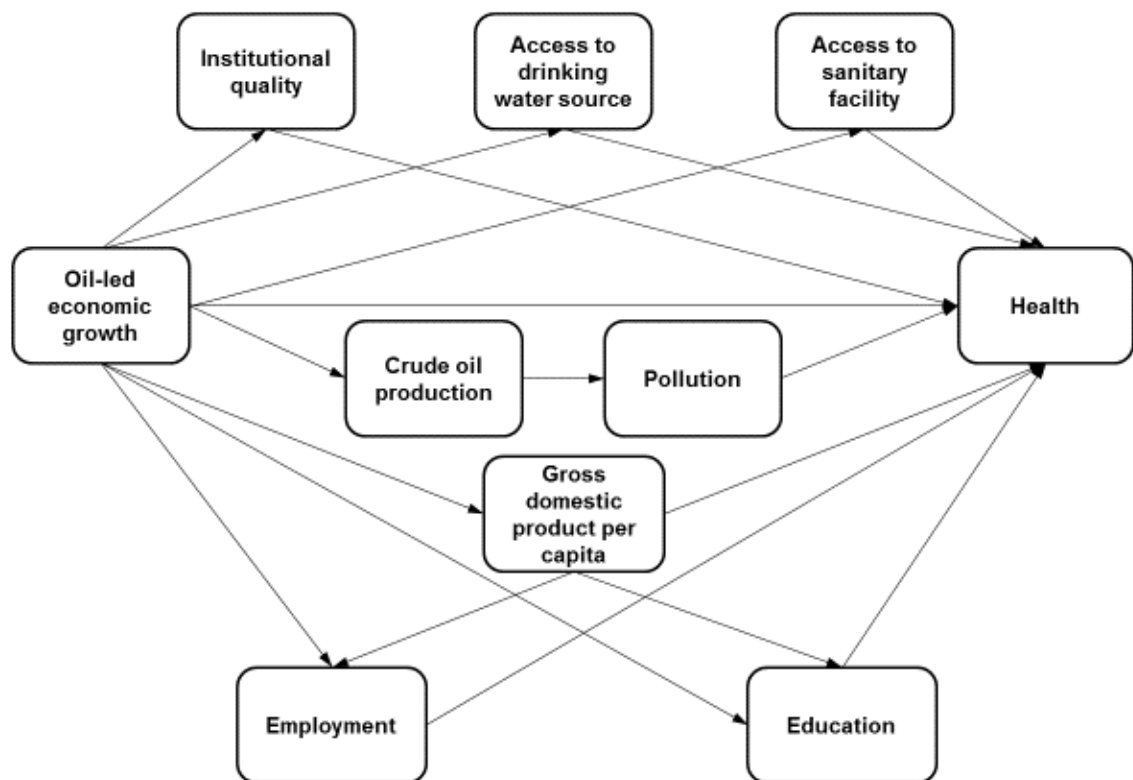 Institutional
quality
Access to
drinking
water source
Access to
sanitary
facility
Oil-led
economic
growth
Health
Crude oil
production
Pollution
Gross
domestic
product per
capita
Employment
Education